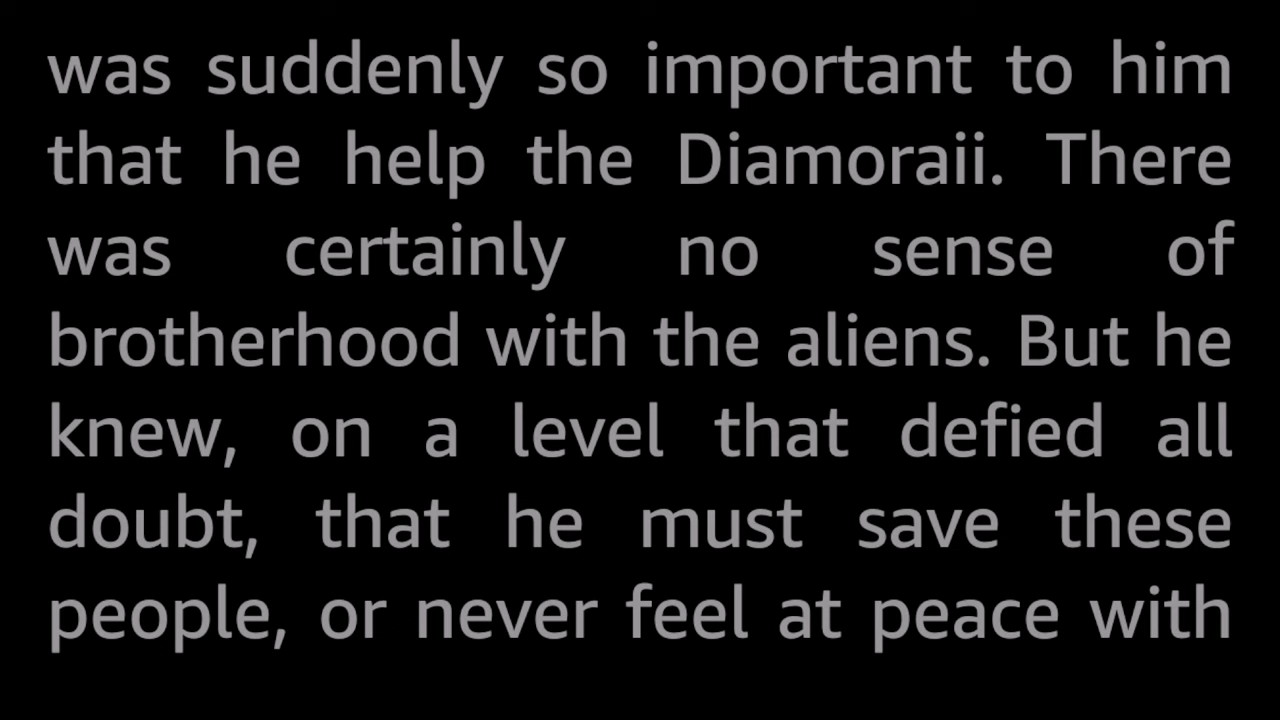 was suddenly so important to him
that he help the Diamoraii. There
was certainly no sense of
brotherhood with the aliens. But he
knew, on a level that defied all
doubt, that he must save these
people, or never feel at peace with